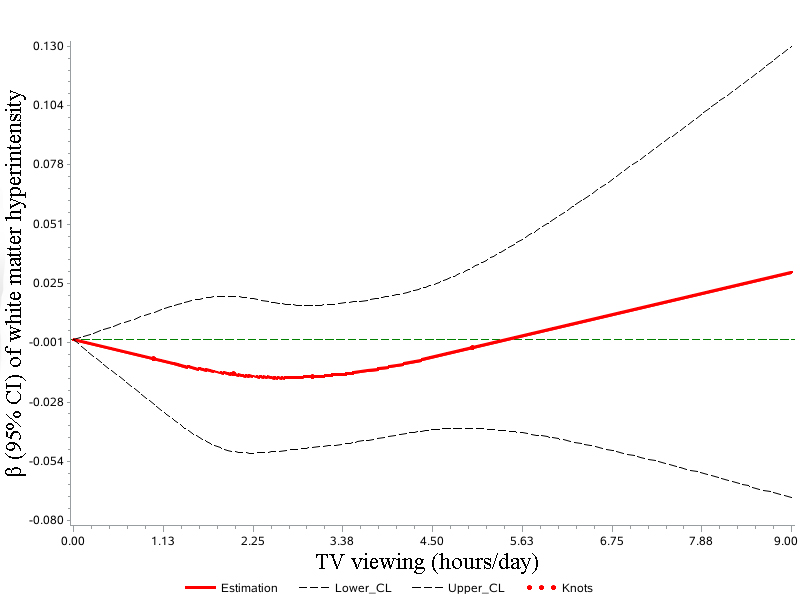 β (95% CI) of white matter hyperintensity
0.130
0.104
0.078
0.051
0.025
-0.001
-0.028
-0.054
-0.080
0.00 1.13 2.25 3.38 4.50 5.63 6.75 7.88 9.00
TV viewing (hours/day)
Estimation Lower_CL Upper_CL Knots